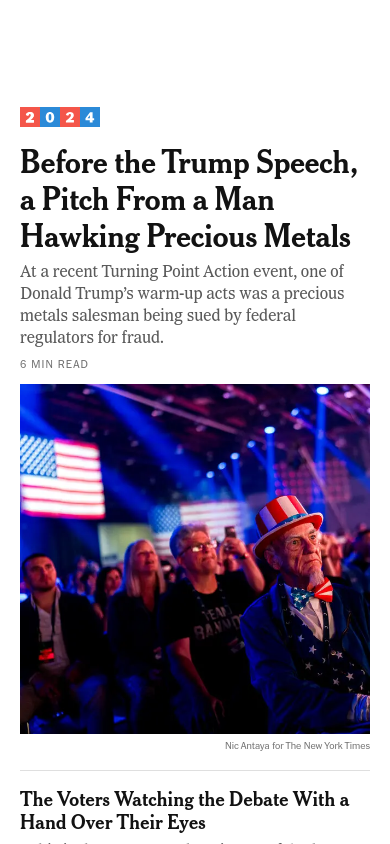 2024
Before the Trump Speech,
a Pitch From a Man
Hawking Precious Metals
At a recent Turning Point Action event, one of
Donald Trump’s warm-up acts was a precious
metals salesman being sued by federal
regulators for fraud.
6 MIN READ
BANNON
Nic Antaya for The New York Times
The Voters Watching the Debate With a
Hand Over Their Eyes